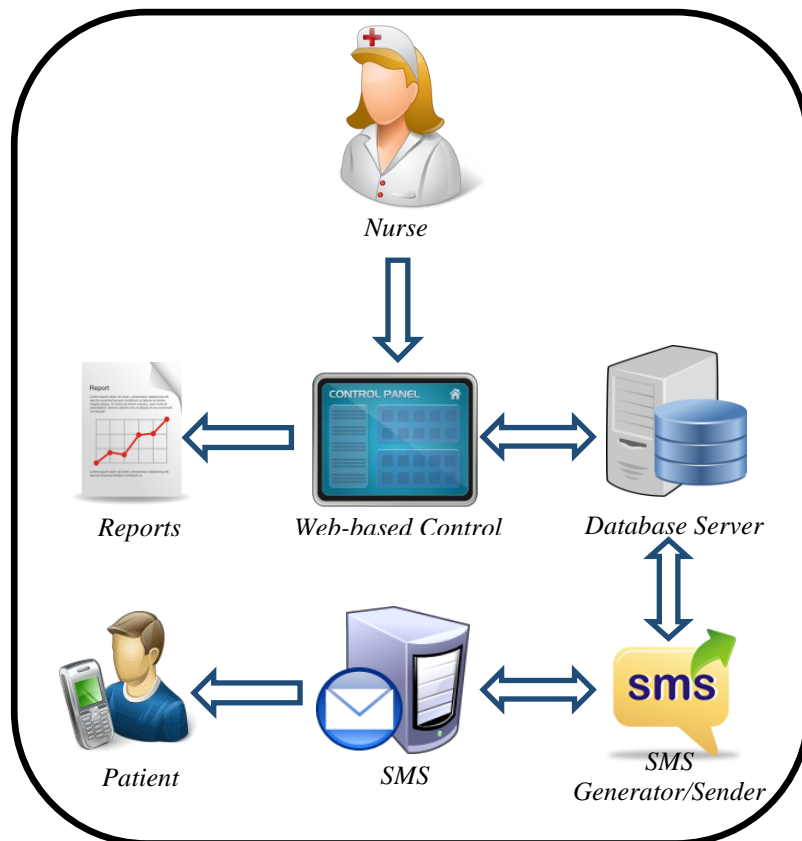 Nurse
Report
CONTROL PANEL
Reports
Web-based Control
Database Server
sms
Patient
SMS
SMS
Generator/Sender